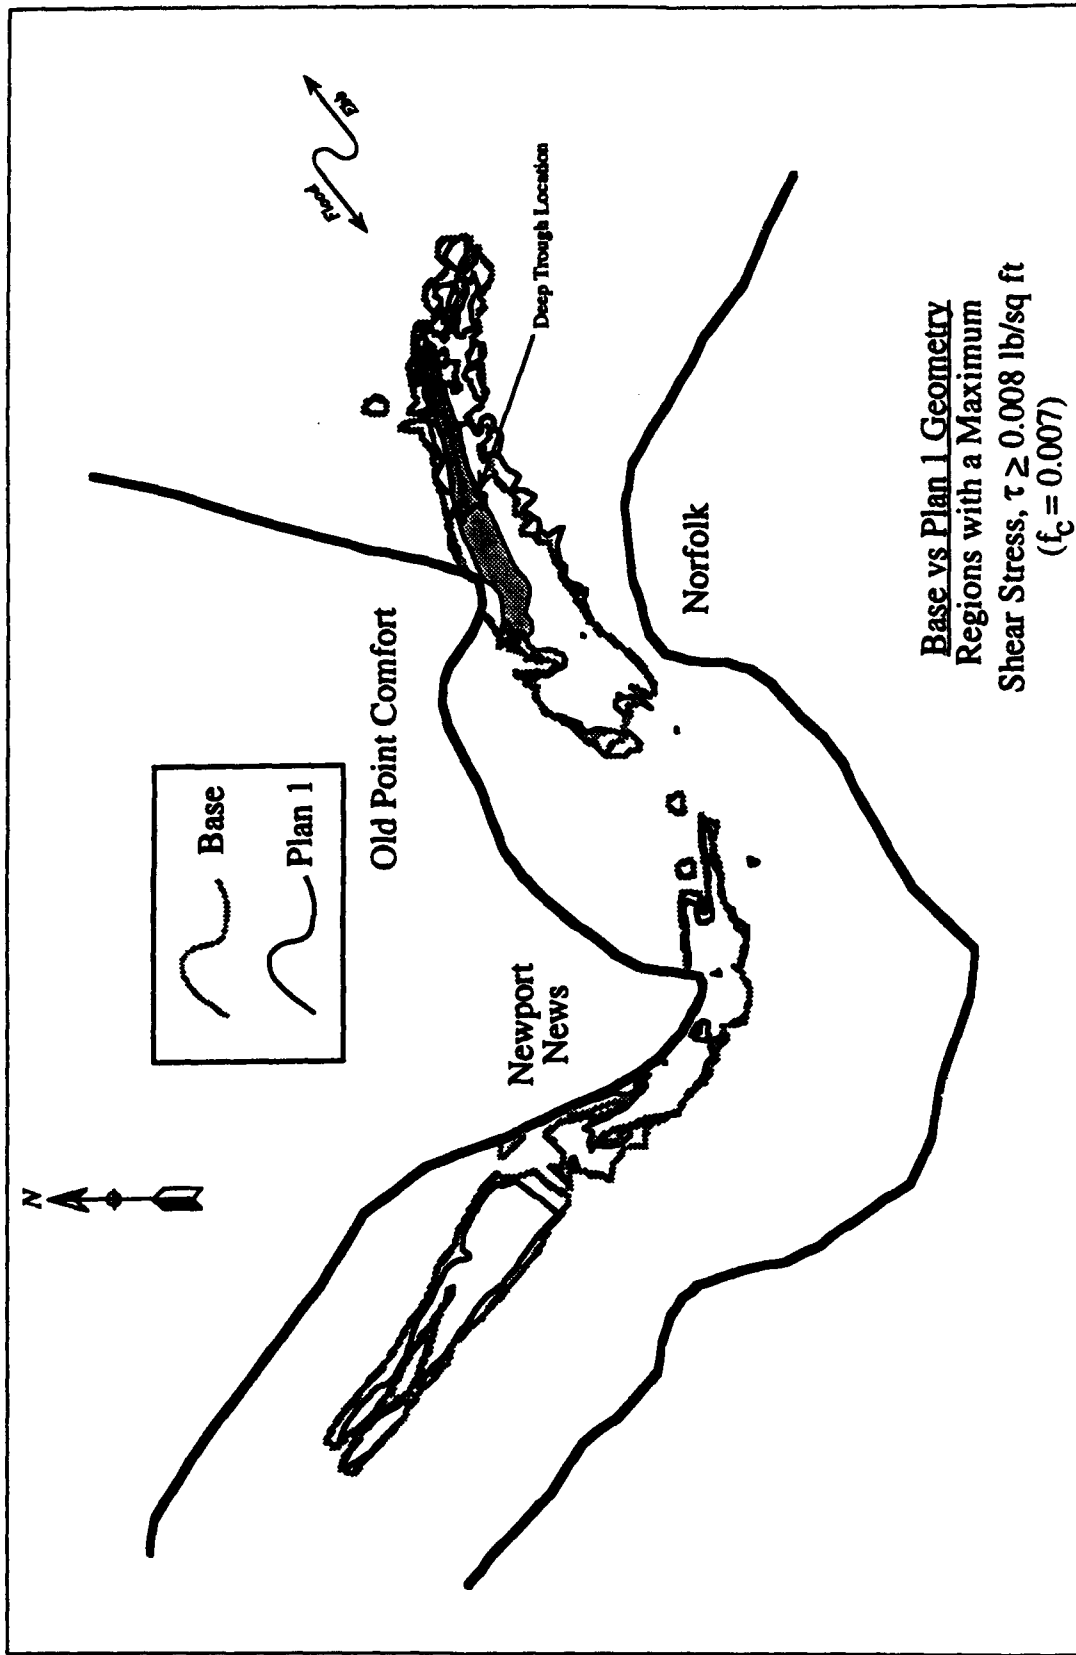 N
Flood
Ebb
Base
Plan 1
Old Point Comfort
Newport
News
Deep Trough Location
Norfolk
Base vs Plan 1 Geometry
Regions with a Maximum
Shear Stress, τ ≥ 0.008 lb/sq ft
(f_c = 0.007)